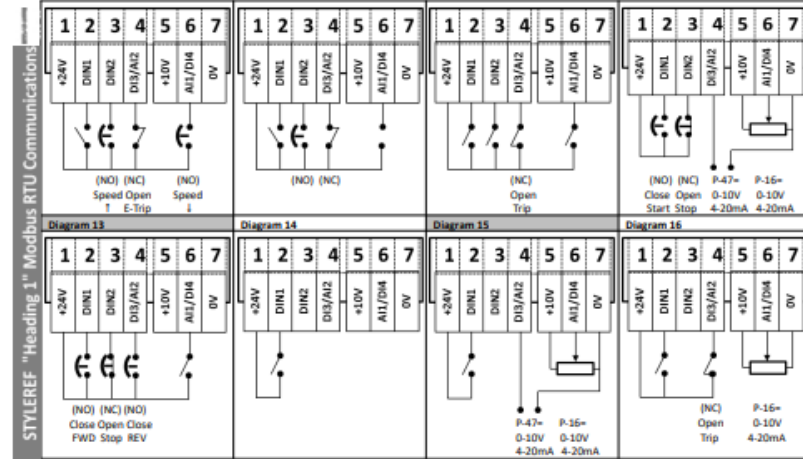 STYLEREF "Heading 1" Modbus RTU Communications
1 2 3 4 5 6 7
+24V DIN1 DIN2 DI3/AI2 +10V AI1/DI4 0V
(NO) (NC) (NO)
Speed Open Speed
↑ E-Trip ↓
1 2 3 4 5 6 7
+24V DIN1 DIN2 DI3/AI2 +10V AI1/DI4 0V
(NO) (NC)
1 2 3 4 5 6 7
+24V DIN1 DIN2 DI3/AI2 +10V AI1/DI4 0V
(NC)
Open
Trip
1 2 3 4 5 6 7
+24V DIN1 DIN2 DI3/AI2 +10V AI1/DI4 0V
(NO) (NC) P-47= P-16=
Close Open 0-10V 0-10V
Start Stop 4-20mA 4-20mA
Diagram 13
1 2 3 4 5 6 7
+24V DIN1 DIN2 DI3/AI2 +10V AI1/DI4 0V
(NO) (NC) (NO)
Close Open Close
FWD Stop REV
Diagram 14
1 2 3 4 5 6 7
+24V DIN1 DIN2 DI3/AI2 +10V AI1/DI4 0V
Diagram 15
1 2 3 4 5 6 7
+24V DIN1 DIN2 DI3/AI2 +10V AI1/DI4 0V
P-47= P-16=
0-10V 0-10V
4-20mA 4-20mA
Diagram 16
1 2 3 4 5 6 7
+24V DIN1 DIN2 DI3/AI2 +10V AI1/DI4 0V
(NC) P-16=
Open 0-10V
Trip 4-20mA